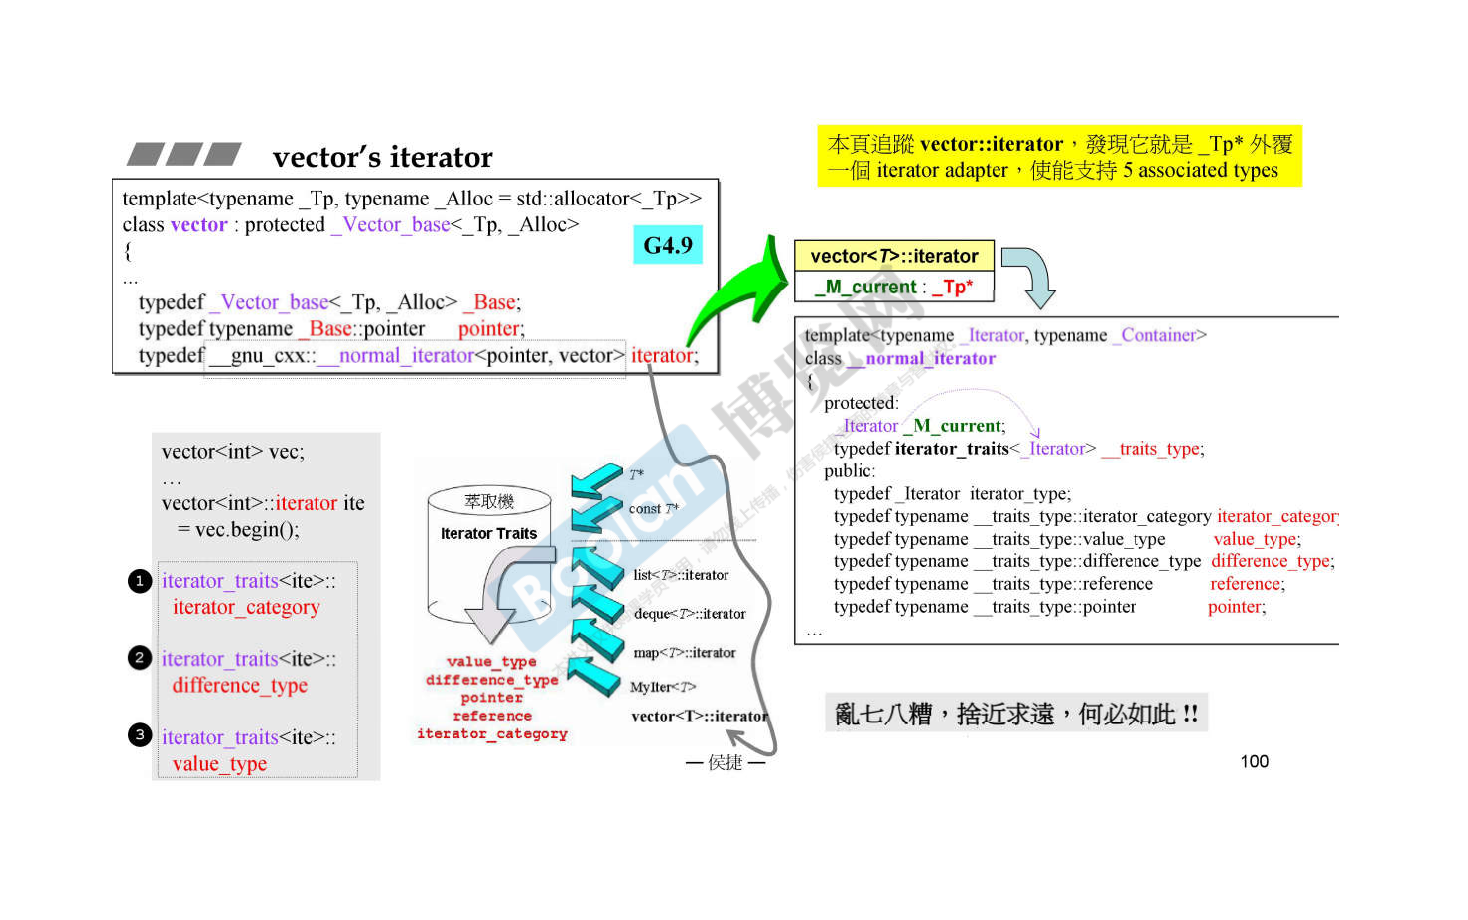 vector's iterator
template<typename _Tp, typename _Alloc = std::allocator<_Tp>>
class vector : protected _Vector_base<_Tp, _Alloc>
{
G4.9
...
typedef _Vector_base<_Tp, _Alloc> _Base;
typedef typename _Base::pointer pointer;
typedef __gnu_cxx::__normal_iterator<pointer, vector> iterator;
本頁追蹤 vector::iterator，發現它就是 _Tp* 外覆
一個 iterator adapter，使能支持 5 associated types
vector<T>::iterator
_M_current : _Tp*
template<typename _Iterator, typename _Container>
class __normal_iterator
{
protected:
_Iterator _M_current;
typedef iterator_traits<_Iterator> __traits_type;
public:
typedef _Iterator iterator_type;
typedef typename __traits_type::iterator_category iterator_category
typedef typename __traits_type::value_type value_type;
typedef typename __traits_type::difference_type difference_type;
typedef typename __traits_type::reference reference;
typedef typename __traits_type::pointer pointer;
...
vector<int> vec;
...
vector<int>::iterator ite
= vec.begin();
1 iterator_traits<ite>::
iterator_category
2 iterator_traits<ite>::
difference_type
3 iterator_traits<ite>::
value_type
萃取機
Iterator Traits
T*
const T*
list<T>::iterator
deque<T>::iterator
map<T>::iterator
MyIter<T>
vector<T>::iterator
value_type
difference_type
pointer
reference
iterator_category
亂七八糟，捨近求遠，何必如此 !!
— 侯捷 —
100
Boolan
博览网